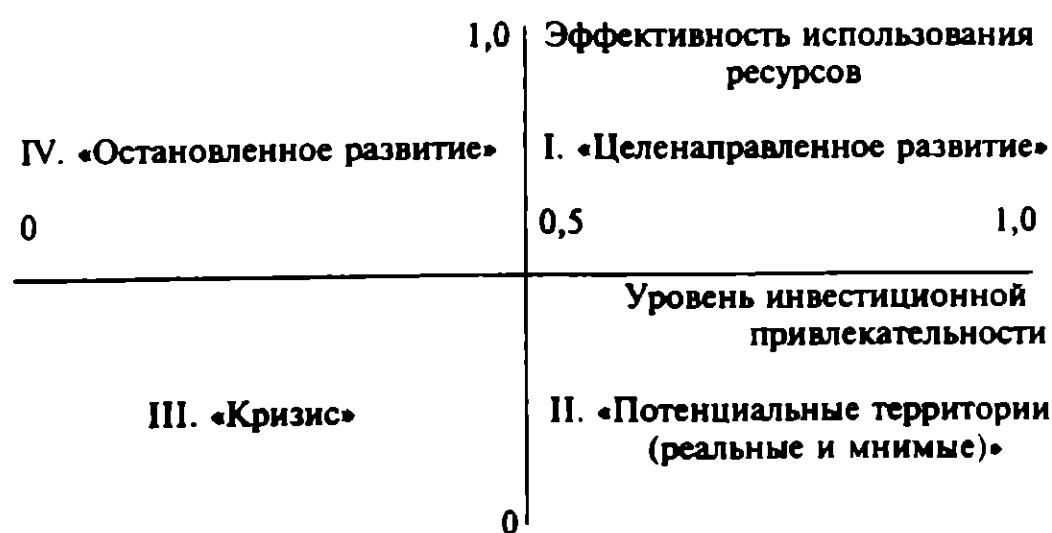 1,0 Эффективность использования
ресурсов
IV. «Остановленное развитие» I. «Целенаправленное развитие»
0 0,5 1,0
Уровень инвестиционной
привлекательности
III. «Кризис» II. «Потенциальные территории
(реальные и мнимые)»
0